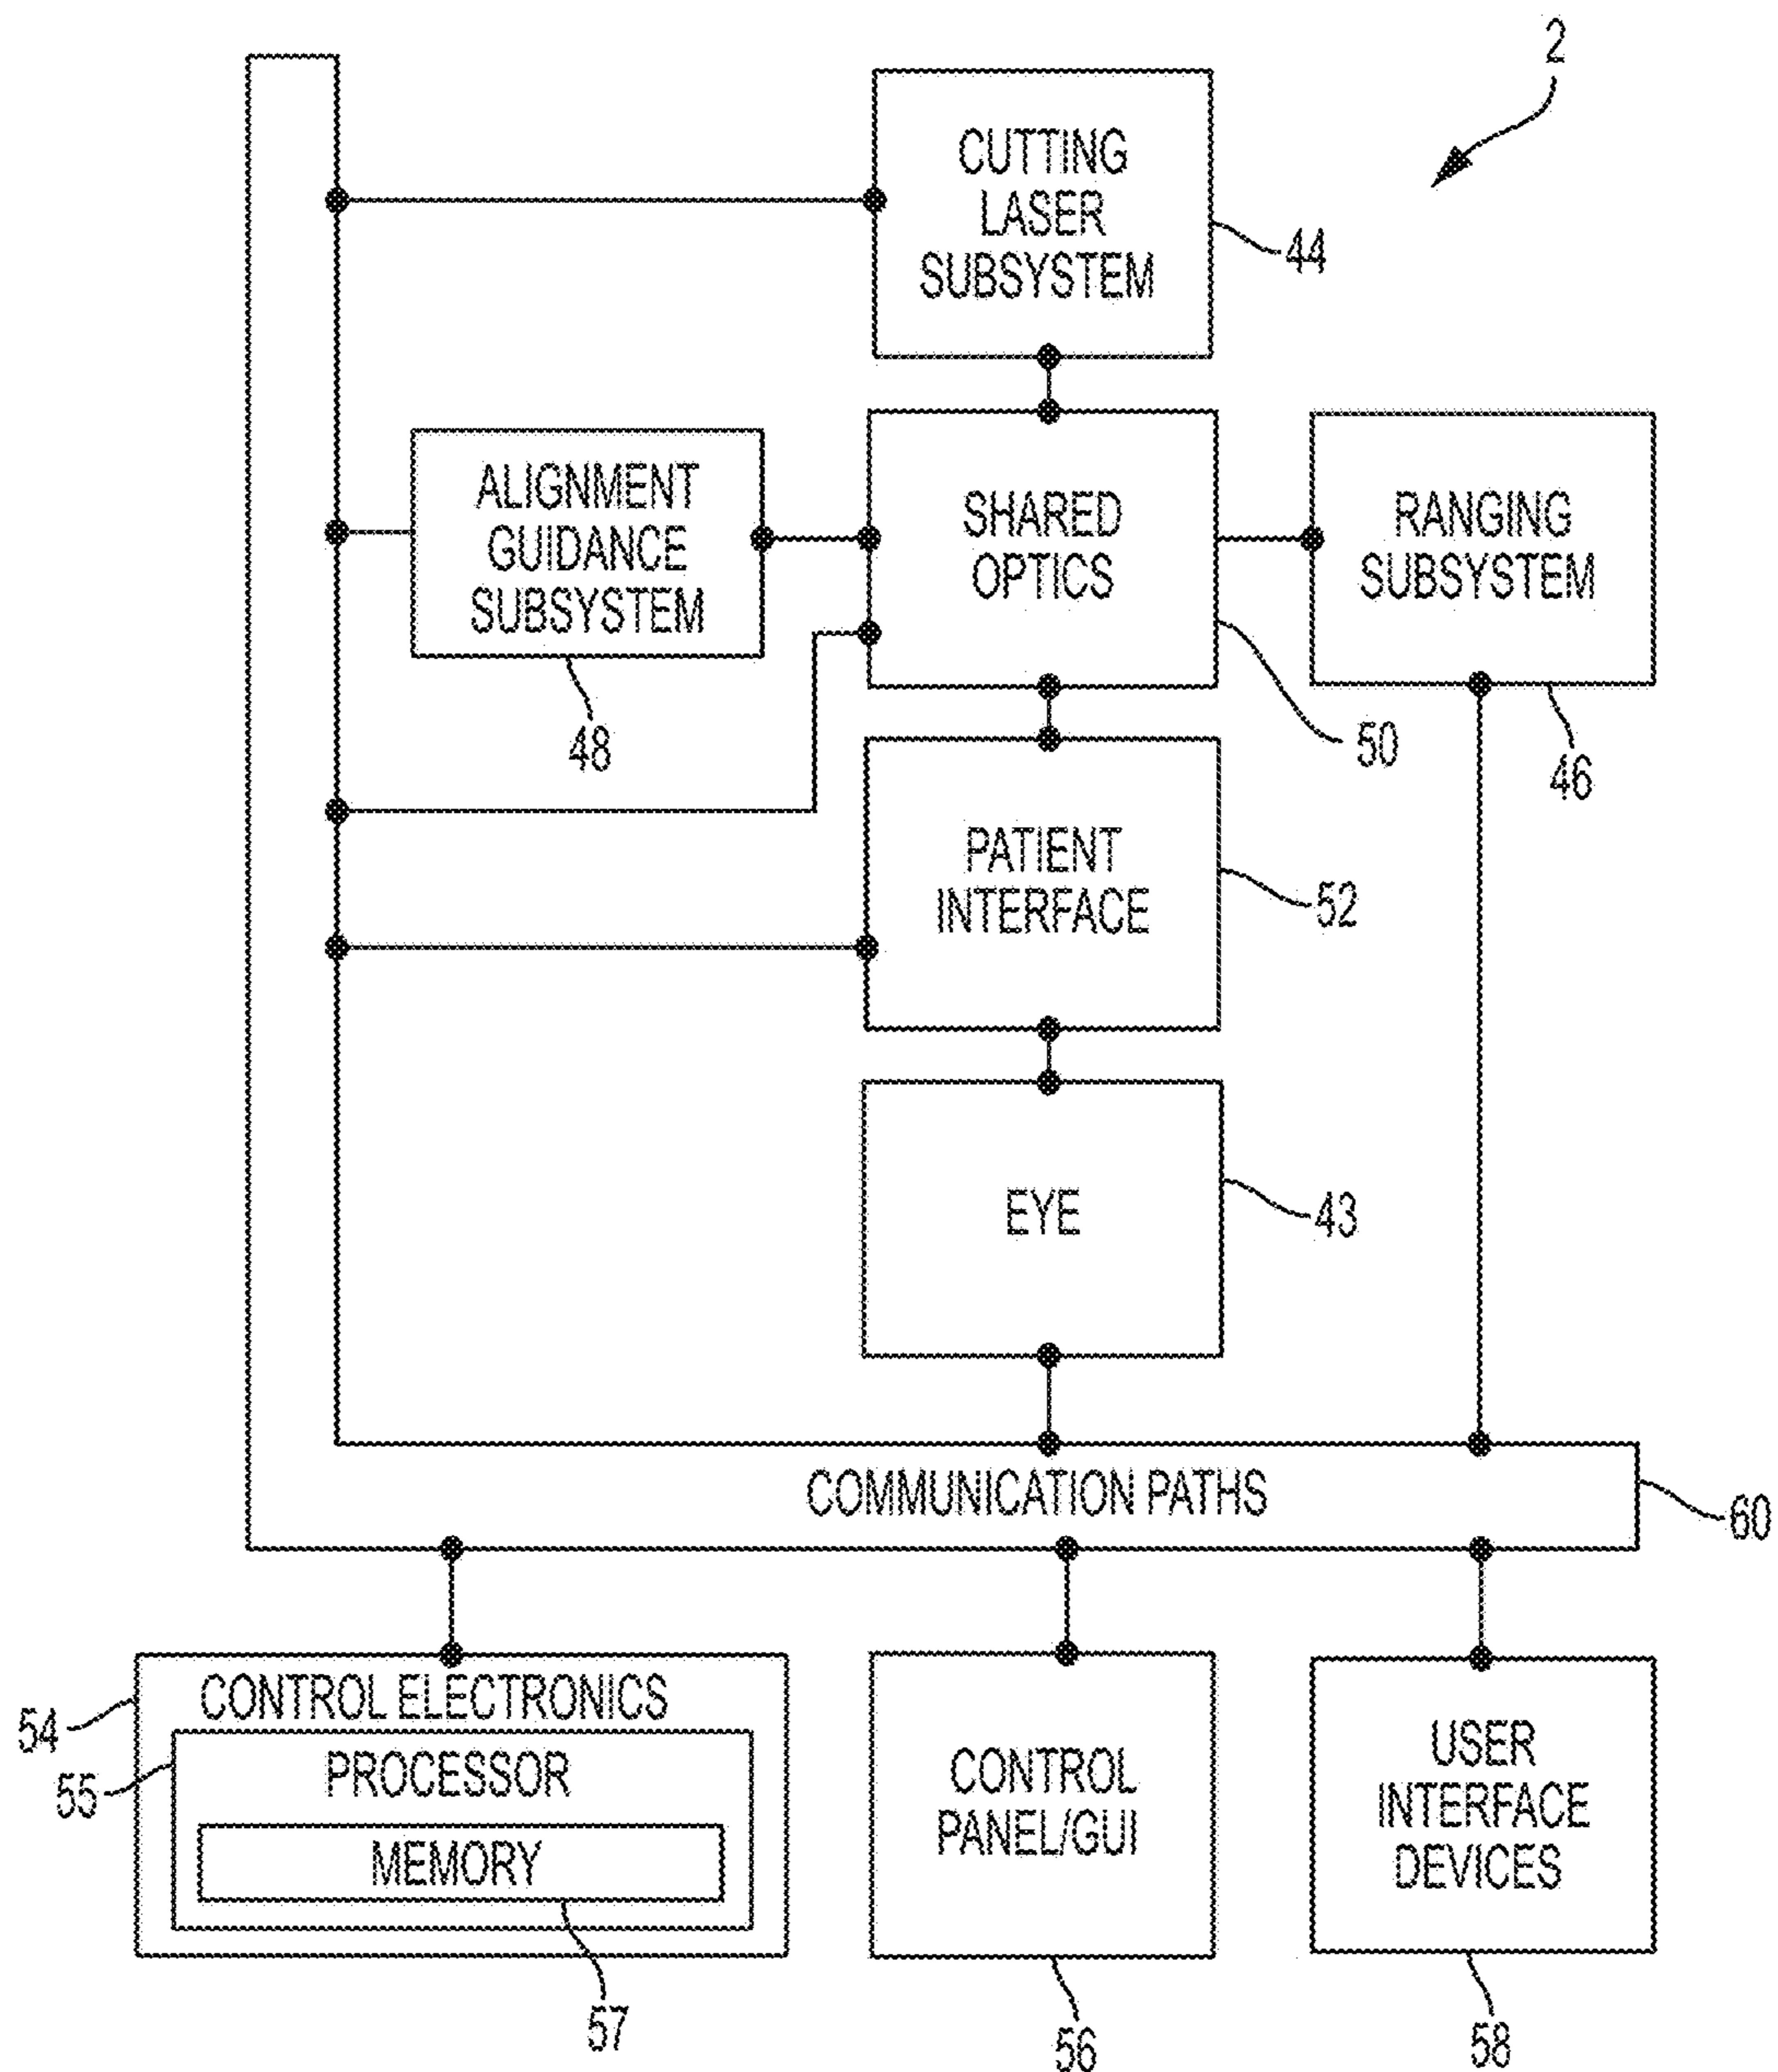 2
CUTTING
LASER
SUBSYSTEM
44
ALIGNMENT
GUIDANCE
SUBSYSTEM
48
SHARED
OPTICS
50
RANGING
SUBSYSTEM
46
PATIENT
INTERFACE
52
EYE
43
COMMUNICATION PATHS
60
CONTROL ELECTRONICS
54
PROCESSOR
55
MEMORY
57
CONTROL
PANEL/GUI
56
USER
INTERFACE
DEVICES
58